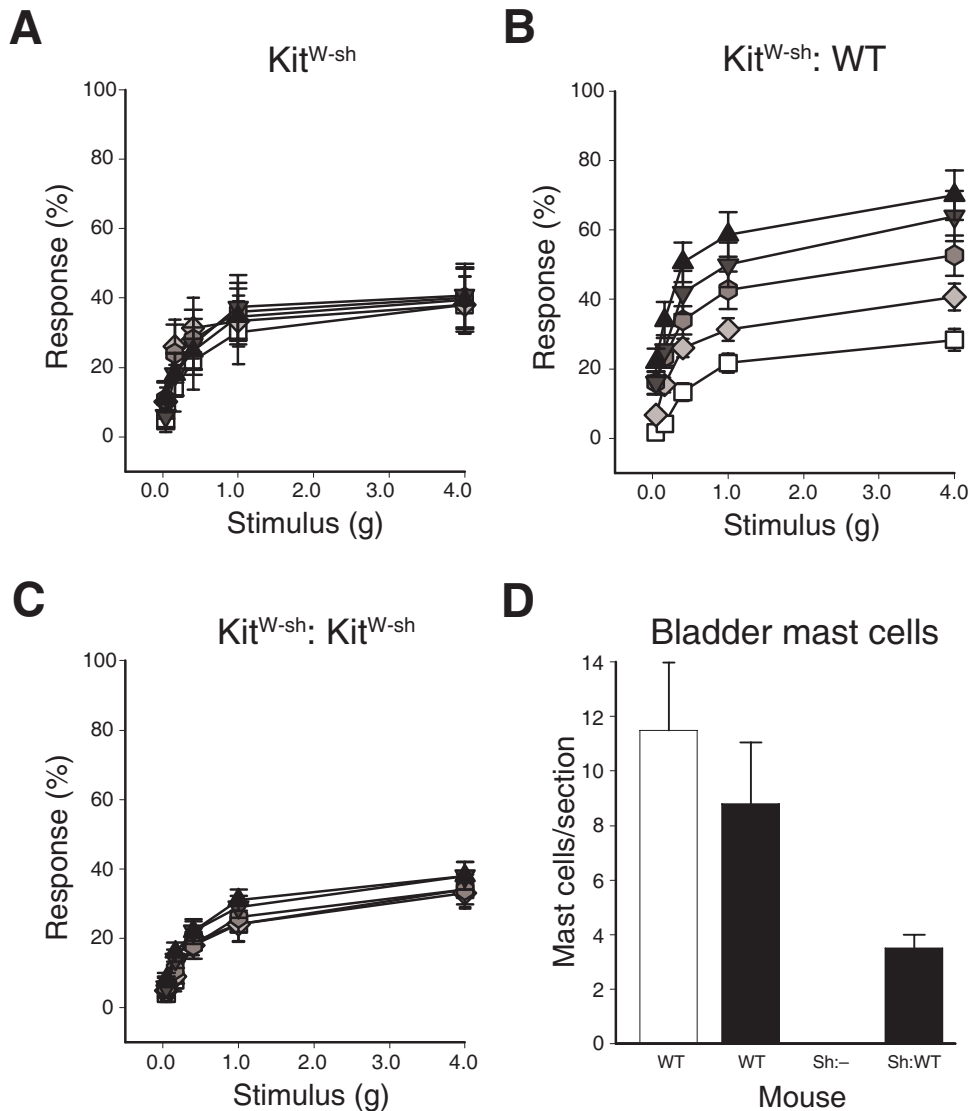 A
Kit^W-sh
100
80
60
40
20
0
Response (%)
0.0 1.0 2.0 3.0 4.0
Stimulus (g)
B
Kit^W-sh: WT
100
80
60
40
20
0
Response (%)
0.0 1.0 2.0 3.0 4.0
Stimulus (g)
C
Kit^W-sh: Kit^W-sh
100
80
60
40
20
0
Response (%)
0.0 1.0 2.0 3.0 4.0
Stimulus (g)
D
Bladder mast cells
14
12
10
8
6
4
2
0
Mast cells/section
WT WT Sh:– Sh:WT
Mouse